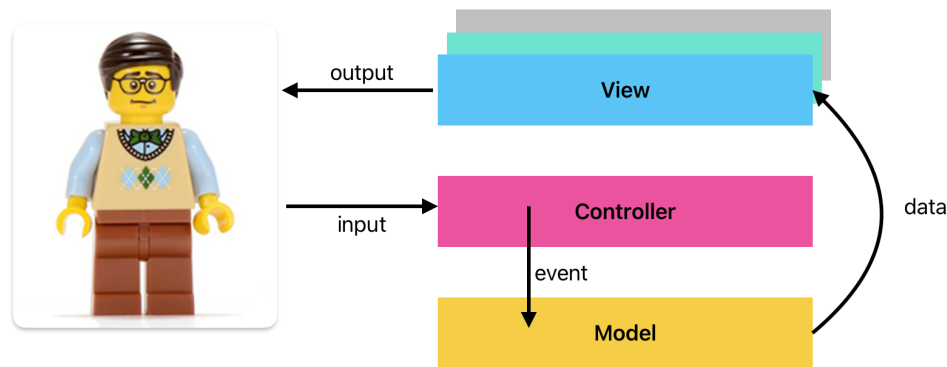 output
View
input
Controller
data
event
Model